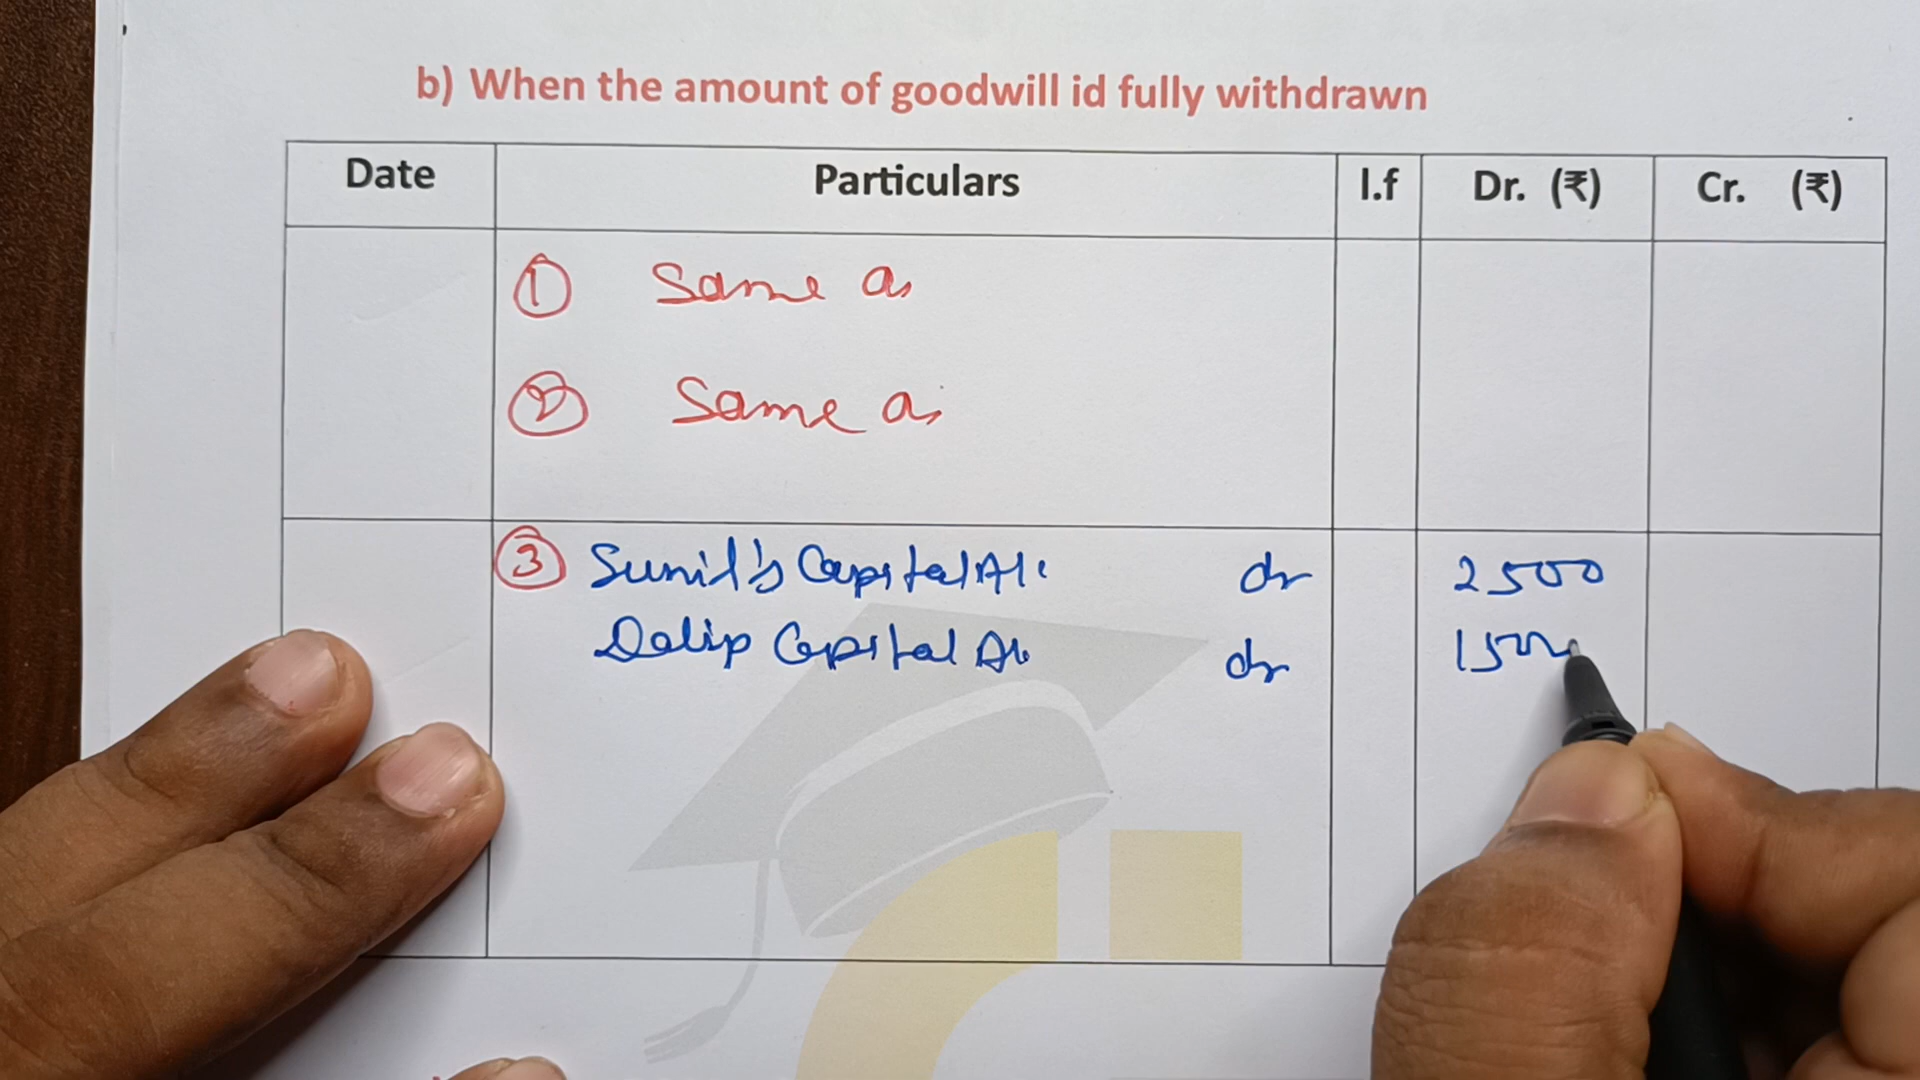 b) When the amount of goodwill id fully withdrawn
Date Particulars l.f Dr. (₹) Cr. (₹)
① Same as
② Same as
③ Sunil's Capital A/c dr 2500
Dalip Capital A/c dr 1500